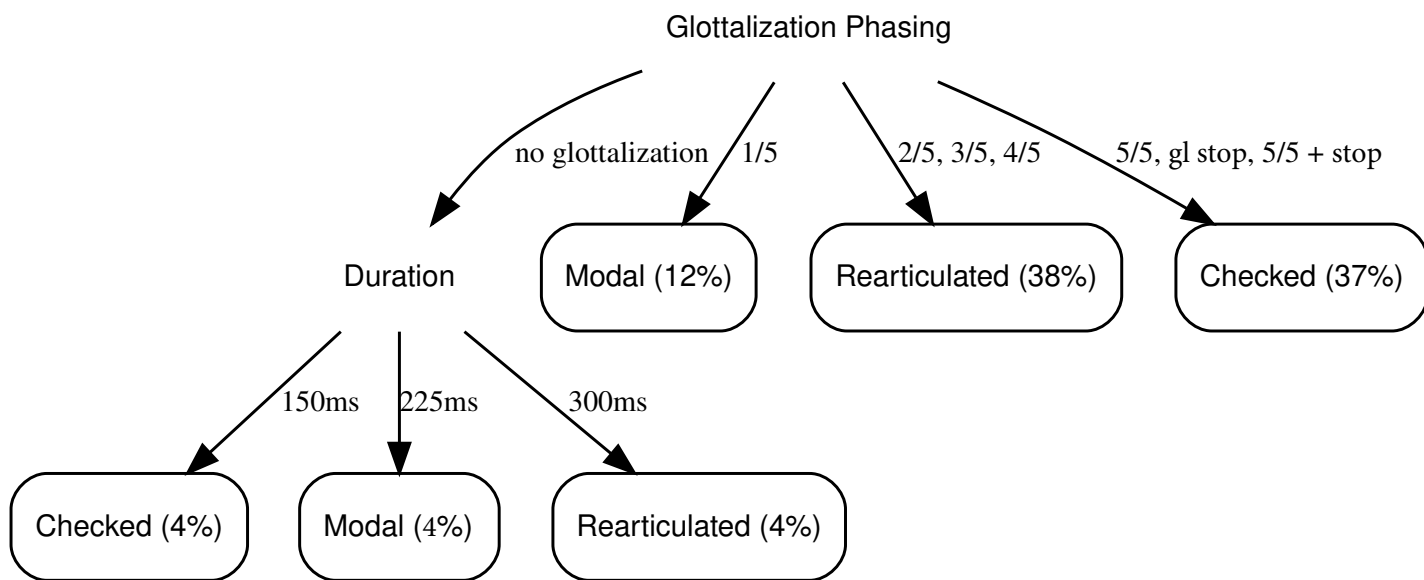 Glottalization Phasing
no glottalization
1/5
2/5, 3/5, 4/5
5/5, gl stop, 5/5 + stop
Duration
Modal (12%)
Rearticulated (38%)
Checked (37%)
150ms
225ms
300ms
Checked (4%)
Modal (4%)
Rearticulated (4%)